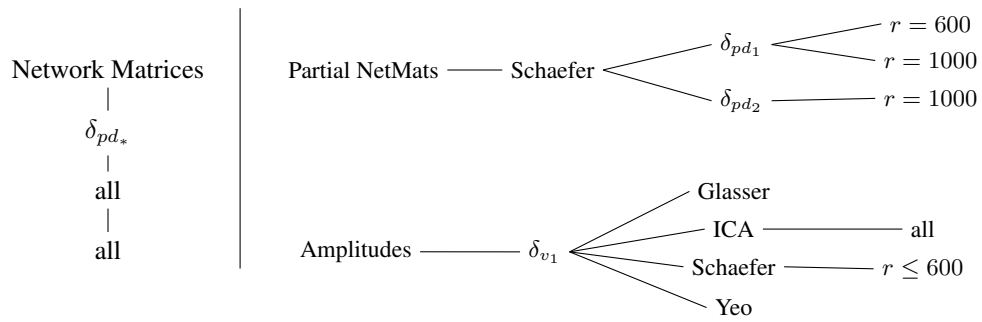 Network Matrices
δ_{pd_*}
all
all
Partial NetMats
Schaefer
δ_{pd_1}
r = 600
r = 1000
δ_{pd_2}
r = 1000
Amplitudes
δ_{v_1}
Glasser
ICA
all
Schaefer
r ≤ 600
Yeo